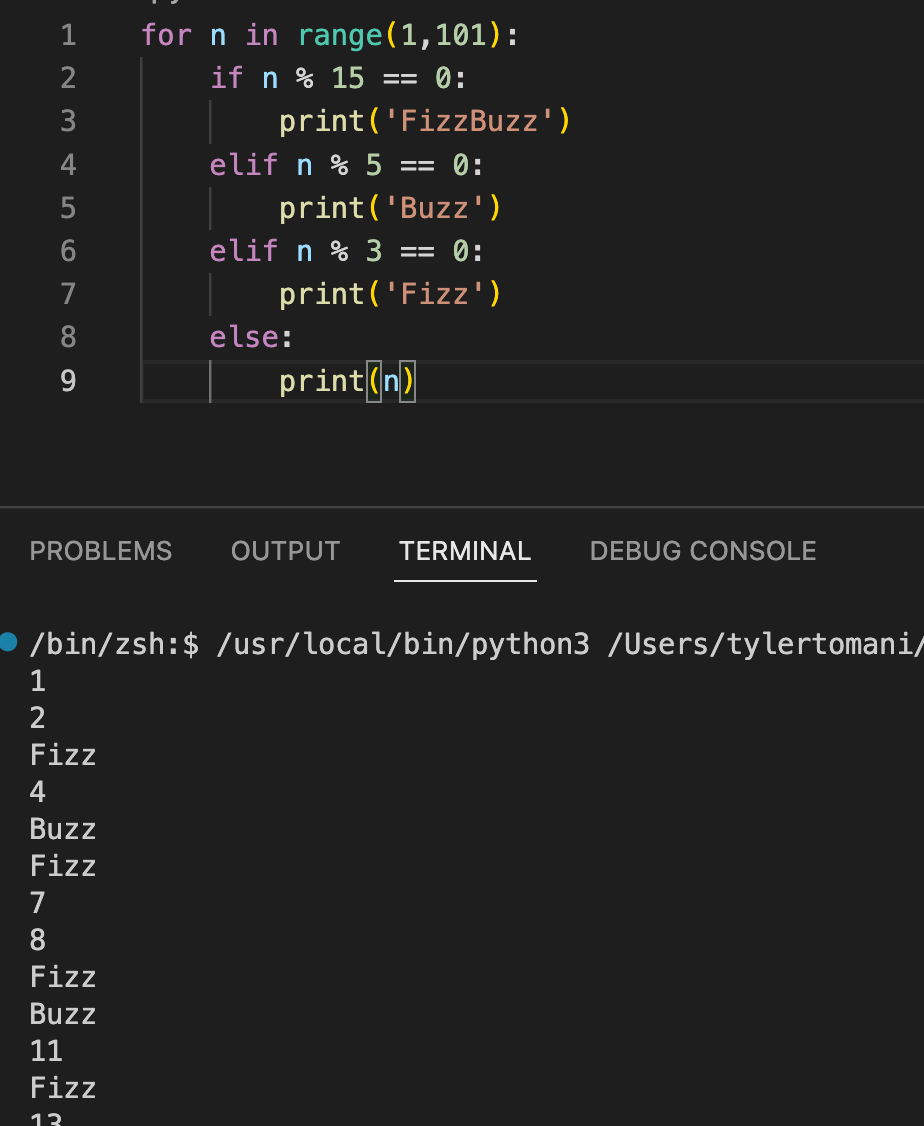 1 for n in range(1,101):
2     if n % 15 == 0:
3         print('FizzBuzz')
4     elif n % 5 == 0:
5         print('Buzz')
6     elif n % 3 == 0:
7         print('Fizz')
8     else:
9         print(n)
PROBLEMS OUTPUT TERMINAL DEBUG CONSOLE
/bin/zsh:$ /usr/local/bin/python3 /Users/tylertomani/
1
2
Fizz
4
Buzz
Fizz
7
8
Fizz
Buzz
11
Fizz
13